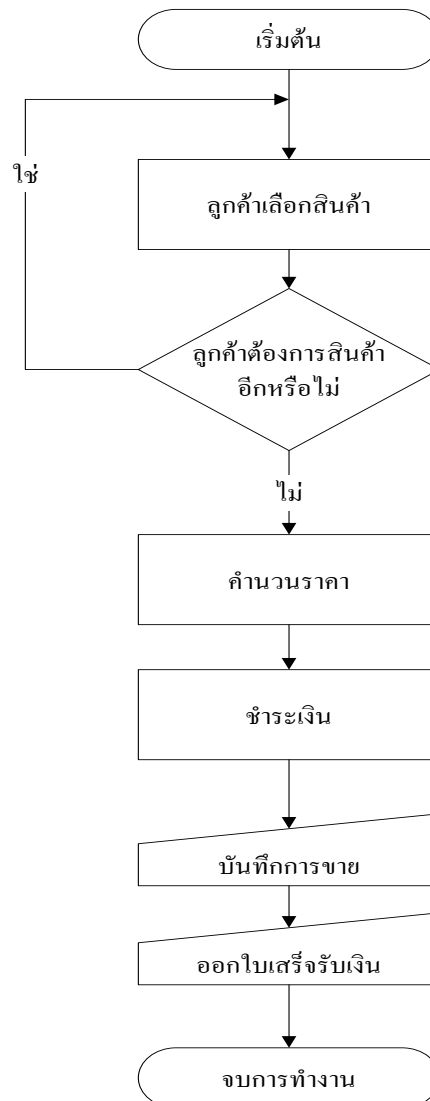 เริ่มต้น
ใช่
ลูกค้าเลือกสินค้า
ลูกค้าต้องการสินค้า
อีกหรือไม่
ไม่
คำนวนราคา
ชำระเงิน
บันทึกการขาย
ออกใบเสร็จรับเงิน
จบการทำงาน